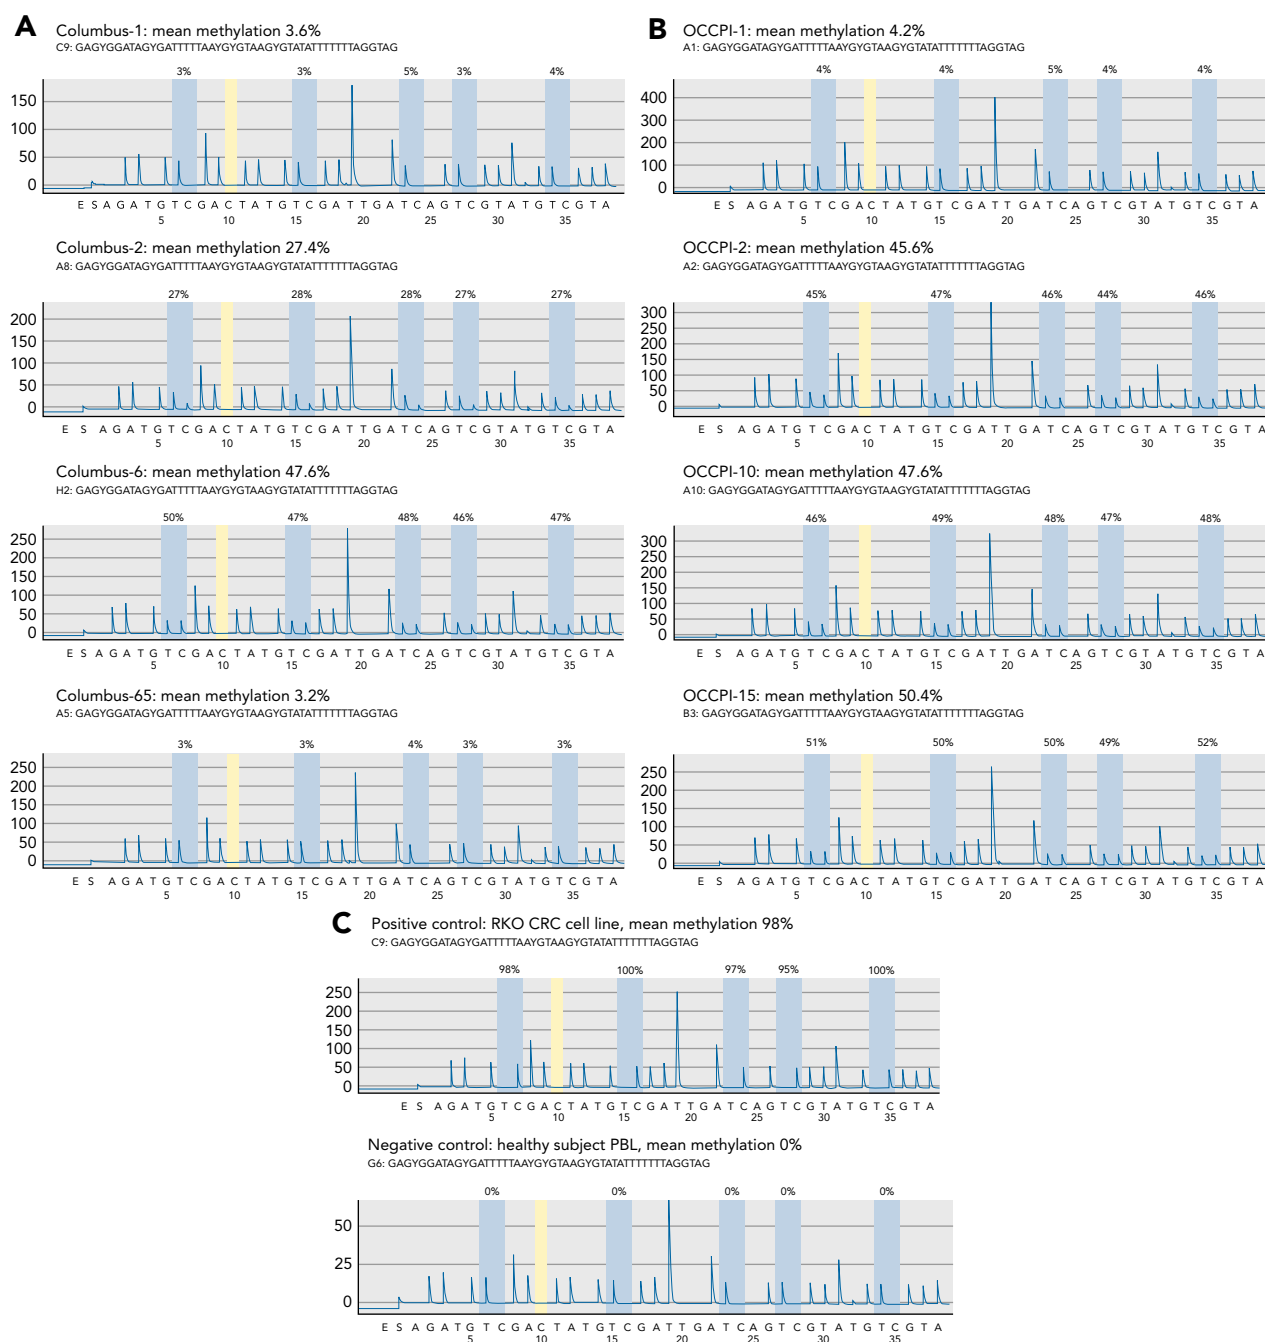 A
Columbus-1: mean methylation 3.6%
C9: GAGYGGATAGYGATTTTTAAYGYGTAAGYGTATATTTTTTTAGGTAG
3% 3% 5% 3% 4%
150
100
50
0
E S A G A T G T C G A C T A T G T C G A T T G A T C A G T C G T A T G T C G T A
5 10 15 20 25 30 35
Columbus-2: mean methylation 27.4%
A8: GAGYGGATAGYGATTTTTAAYGYGTAAGYGTATATTTTTTTAGGTAG
27% 28% 28% 27% 27%
200
150
100
50
0
E S A G A T G T C G A C T A T G T C G A T T G A T C A G T C G T A T G T C G T A
5 10 15 20 25 30 35
Columbus-6: mean methylation 47.6%
H2: GAGYGGATAGYGATTTTTAAYGYGTAAGYGTATATTTTTTTAGGTAG
50% 47% 48% 46% 47%
250
200
150
100
50
0
E S A G A T G T C G A C T A T G T C G A T T G A T C A G T C G T A T G T C G T A
5 10 15 20 25 30 35
Columbus-65: mean methylation 3.2%
A5: GAGYGGATAGYGATTTTTAAYGYGTAAGYGTATATTTTTTTAGGTAG
3% 3% 4% 3% 3%
250
200
150
100
50
0
E S A G A T G T C G A C T A T G T C G A T T G A T C A G T C G T A T G T C G T A
5 10 15 20 25 30 35
B
OCCPI-1: mean methylation 4.2%
A1: GAGYGGATAGYGATTTTTAAYGYGTAAGYGTATATTTTTTTAGGTAG
4% 4% 5% 4% 4%
400
300
200
100
0
E S A G A T G T C G A C T A T G T C G A T T G A T C A G T C G T A T G T C G T A
5 10 15 20 25 30 35
OCCPI-2: mean methylation 45.6%
A2: GAGYGGATAGYGATTTTTAAYGYGTAAGYGTATATTTTTTTAGGTAG
45% 47% 46% 44% 46%
300
250
200
150
100
50
0
E S A G A T G T C G A C T A T G T C G A T T G A T C A G T C G T A T G T C G T A
5 10 15 20 25 30 35
OCCPI-10: mean methylation 47.6%
A10: GAGYGGATAGYGATTTTTAAYGYGTAAGYGTATATTTTTTTAGGTAG
46% 49% 48% 47% 48%
300
250
200
150
100
50
0
E S A G A T G T C G A C T A T G T C G A T T G A T C A G T C G T A T G T C G T A
5 10 15 20 25 30 35
OCCPI-15: mean methylation 50.4%
B3: GAGYGGATAGYGATTTTTAAYGYGTAAGYGTATATTTTTTTAGGTAG
51% 50% 50% 49% 52%
250
200
150
100
50
0
E S A G A T G T C G A C T A T G T C G A T T G A T C A G T C G T A T G T C G T A
5 10 15 20 25 30 35
C
Positive control: RKO CRC cell line, mean methylation 98%
C9: GAGYGGATAGYGATTTTTAAYGTAAGYGTATATTTTTTTAGGTAG
98% 100% 97% 95% 100%
250
200
150
100
50
0
E S A G A T G T C G A C T A T G T C G A T T G A T C A G T C G T A T G T C G T A
5 10 15 20 25 30 35
Negative control: healthy subject PBL, mean methylation 0%
G6: GAGYGGATAGYGATTTTTAAYGYGTAAGYGTATATTTTTTTAGGTAG
0% 0% 0% 0% 0%
50
25
0
E S A G A T G T C G A C T A T G T C G A T T G A T C A G T C G T A T G T C G T A
5 10 15 20 25 30 35